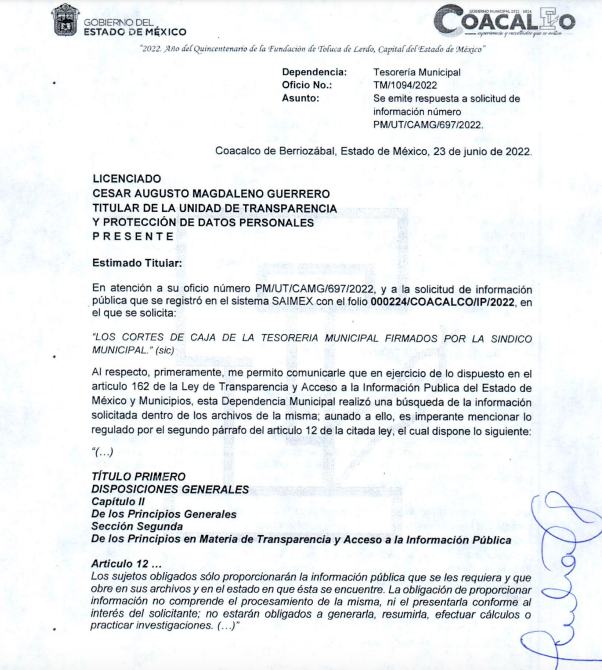 GOBIERNO DEL
ESTADO DE MÉXICO
COACALCO
"2022. Año del Quincentenario de la Fundación de Toluca de Lerdo, Capital del Estado de México"
Dependencia: Tesorería Municipal
Oficio No.: TM/1094/2022
Asunto: Se emite respuesta a solicitud de
información número
PM/UT/CAMG/697/2022.
Coacalco de Berriozábal, Estado de México, 23 de junio de 2022.
LICENCIADO
CESAR AUGUSTO MAGDALENO GUERRERO
TITULAR DE LA UNIDAD DE TRANSPARENCIA
Y PROTECCIÓN DE DATOS PERSONALES
P R E S E N T E
Estimado Titular:
En atención a su oficio número PM/UT/CAMG/697/2022, y a la solicitud de información
pública que se registró en el sistema SAIMEX con el folio 000224/COACALCO/IP/2022, en
el que se solicita:
"LOS CORTES DE CAJA DE LA TESORERIA MUNICIPAL FIRMADOS POR LA SINDICO
MUNICIPAL." (sic)
Al respecto, primeramente, me permito comunicarle que en ejercicio de lo dispuesto en el
articulo 162 de la Ley de Transparencia y Acceso a la Información Publica del Estado de
México y Municipios, esta Dependencia Municipal realizó una búsqueda de la información
solicitada dentro de los archivos de la misma; aunado a ello, es imperante mencionar lo
regulado por el segundo párrafo del articulo 12 de la citada ley, el cual dispone lo siguiente:
"(...)
TÍTULO PRIMERO
DISPOSICIONES GENERALES
Capítulo II
De los Principios Generales
Sección Segunda
De los Principios en Materia de Transparencia y Acceso a la Información Pública
Articulo 12 ...
Los sujetos obligados sólo proporcionarán la información pública que se les requiera y que
obre en sus archivos y en el estado en que ésta se encuentre. La obligación de proporcionar
información no comprende el procesamiento de la misma, ni el presentarla conforme al
interés del solicitante; no estarán obligados a generarla, resumirla, efectuar cálculos o
practicar investigaciones. (...)"